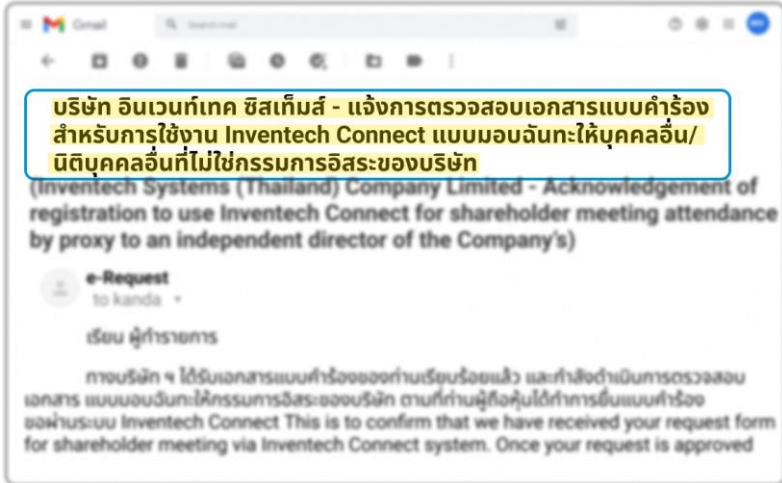 Gmail
Search mail
บริษัท อินเวนท์เทค ซิสเท็มส์ - แจ้งการตรวจสอบเอกสารแบบคำร้อง
สำหรับการใช้งาน Inventech Connect แบบมอบฉันทะให้บุคคลอื่น/
นิติบุคคลอื่นที่ไม่ใช่กรรมการอิสระของบริษัท
(Inventech Systems (Thailand) Company Limited - Acknowledgement of
registration to use Inventech Connect for shareholder meeting attendance
by proxy to an independent director of the Company's)
e-Request
to kanda
เรียน ผู้ทำรายการ
ทางบริษัท ฯ ได้รับเอกสารแบบคำร้องของท่านเรียบร้อยแล้ว และกำลังดำเนินการตรวจสอบ
เอกสาร แบบมอบฉันทะให้กรรมการอิสระของบริษัท ตามที่ท่านผู้ถือหุ้นได้ทำการยื่นแบบคำร้อง
ขอผ่านระบบ Inventech Connect This is to confirm that we have received your request form
for shareholder meeting via Inventech Connect system. Once your request is approved